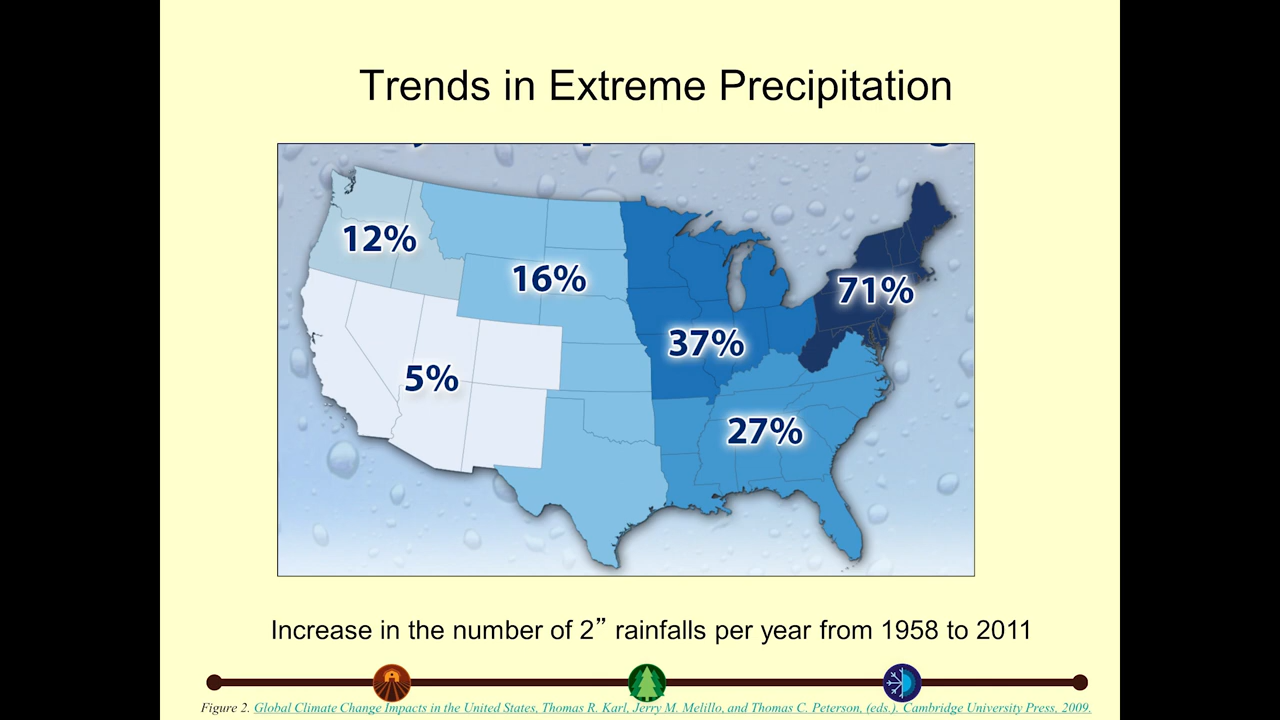 Trends in Extreme Precipitation
12%
16%
71%
37%
5%
27%
Increase in the number of 2” rainfalls per year from 1958 to 2011
Figure 2. Global Climate Change Impacts in the United States, Thomas R. Karl, Jerry M. Melillo, and Thomas C. Peterson, (eds.). Cambridge University Press, 2009.